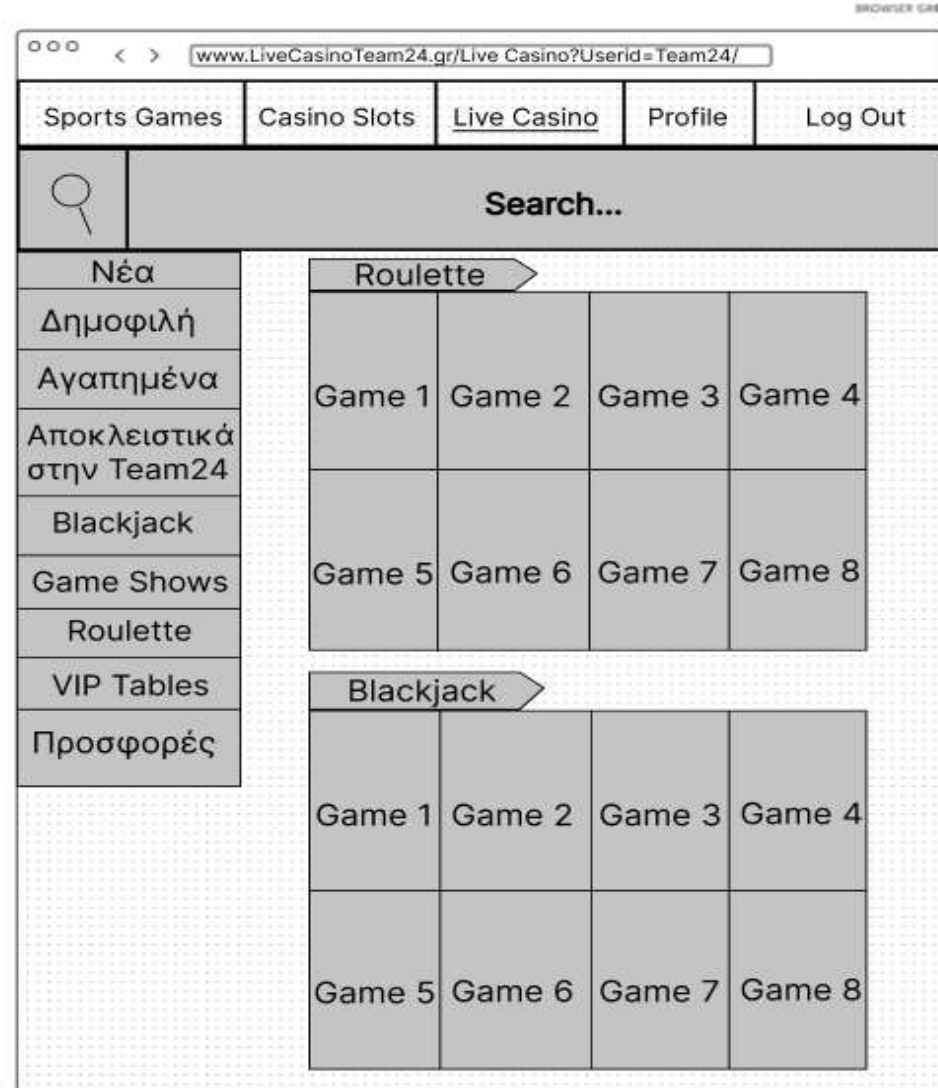 BROWSER GR
www.LiveCasinoTeam24.gr/Live Casino?Userid=Team24/
Sports Games Casino Slots Live Casino Profile Log Out
Search...
Νέα
Δημοφιλή
Αγαπημένα
Αποκλειστικά
στην Team24
Blackjack
Game Shows
Roulette
VIP Tables
Προσφορές
Roulette
Game 1 Game 2 Game 3 Game 4
Game 5 Game 6 Game 7 Game 8
Blackjack
Game 1 Game 2 Game 3 Game 4
Game 5 Game 6 Game 7 Game 8